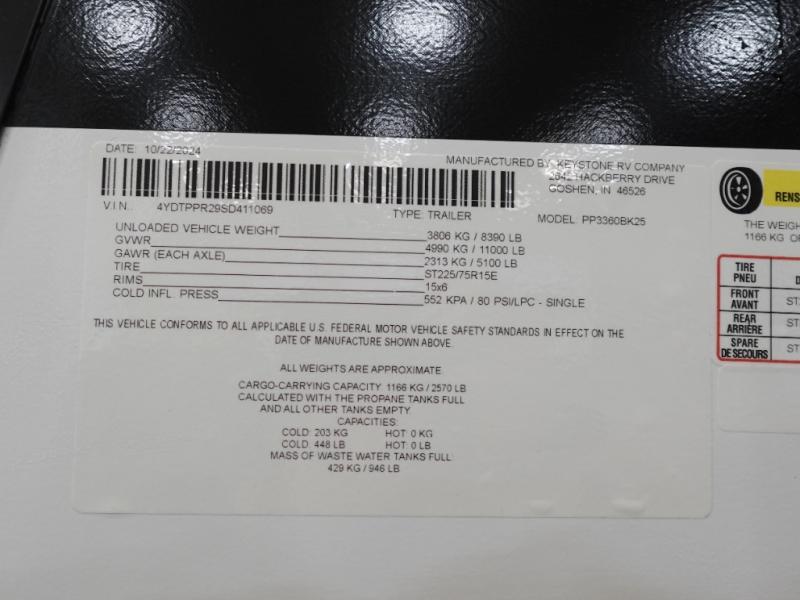 DATE: 10/22/2024
MANUFACTURED BY: KEYSTONE RV COMPANY
2642 HACKBERRY DRIVE
GOSHEN, IN 46526
V.I.N.. 4YDTPPR29SD411069
TYPE: TRAILER
MODEL: PP3360BK25
UNLOADED VEHICLE WEIGHT 3806 KG / 8390 LB
GVWR 4990 KG / 11000 LB
GAWR (EACH AXLE) 2313 KG / 5100 LB
TIRE ST225/75R15E
RIMS 15x6
COLD INFL. PRESS 552 KPA / 80 PSI/LPC - SINGLE
THIS VEHICLE CONFORMS TO ALL APPLICABLE U.S. FEDERAL MOTOR VEHICLE SAFETY STANDARDS IN EFFECT ON THE
DATE OF MANUFACTURE SHOWN ABOVE.
ALL WEIGHTS ARE APPROXIMATE
CARGO-CARRYING CAPACITY 1166 KG / 2570 LB
CALCULATED WITH THE PROPANE TANKS FULL
AND ALL OTHER TANKS EMPTY
CAPACITIES:
COLD: 203 KG HOT: 0 KG
COLD: 448 LB HOT: 0 LB
MASS OF WASTE WATER TANKS FULL:
429 KG / 946 LB
RENS
THE WEIGH
1166 KG
TIRE
PNEU
FRONT
AVANT
ST
REAR
ARRIÈRE
ST
SPARE
DE SECOURS
ST